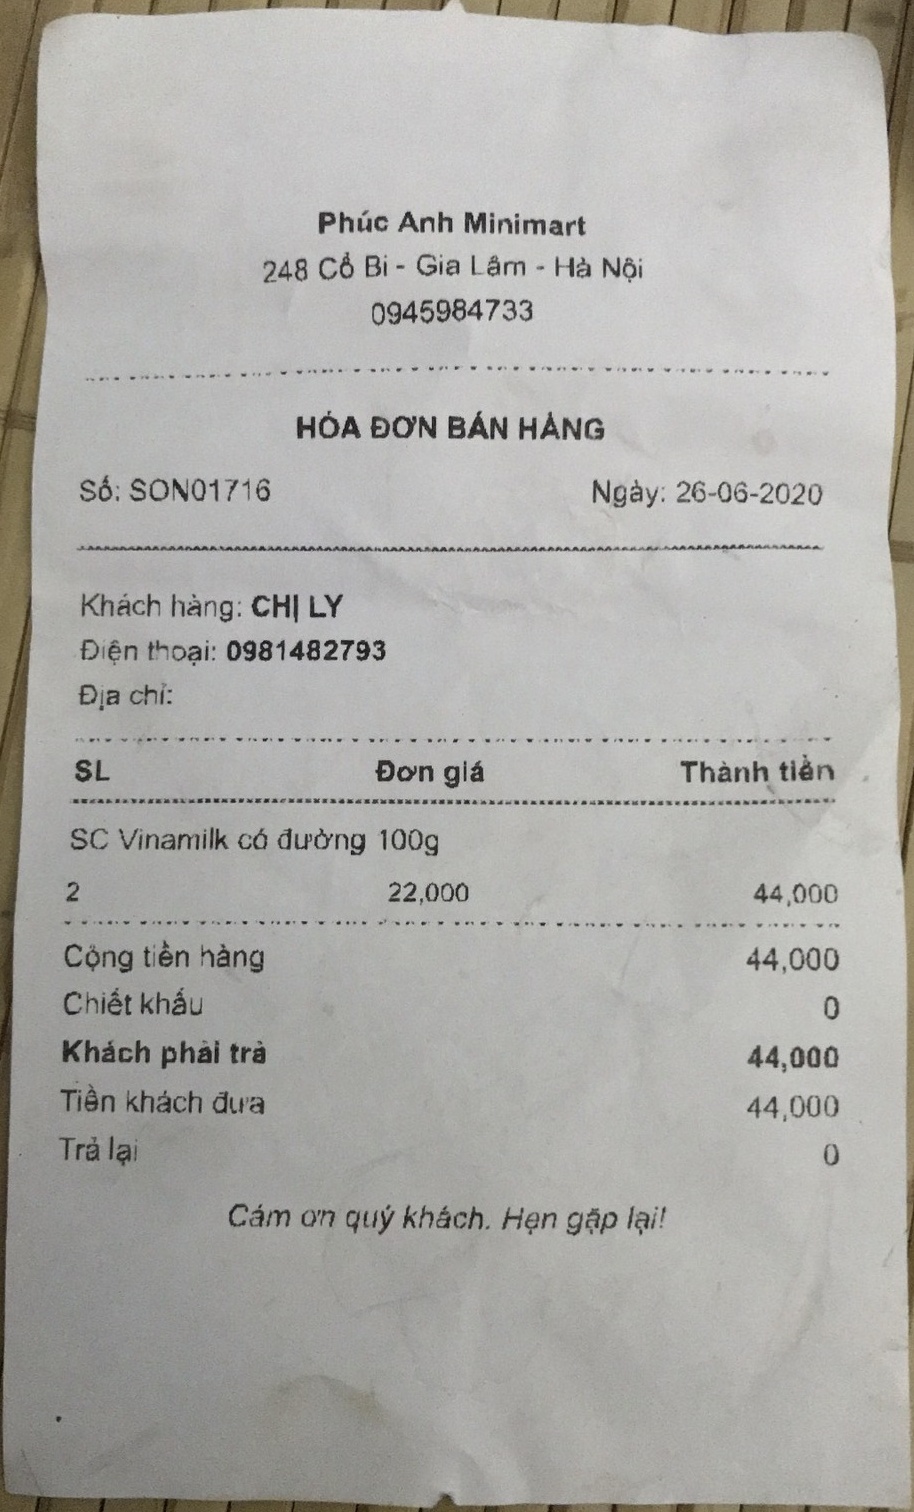 Phúc Anh Minimart
248 Cổ Bi - Gia Lâm - Hà Nội
0945984733
HÓA ĐƠN BÁN HÀNG
Số: SON01716 Ngày: 26-06-2020
Khách hàng: CHỊ LY
Điện thoại: 0981482793
Địa chỉ:
SL Đơn giá Thành tiền
SC Vinamilk có đường 100g
2 22,000 44,000
Cộng tiền hàng 44,000
Chiết khấu 0
Khách phải trả 44,000
Tiền khách đưa 44,000
Trả lại 0
Cám ơn quý khách. Hẹn gặp lại!